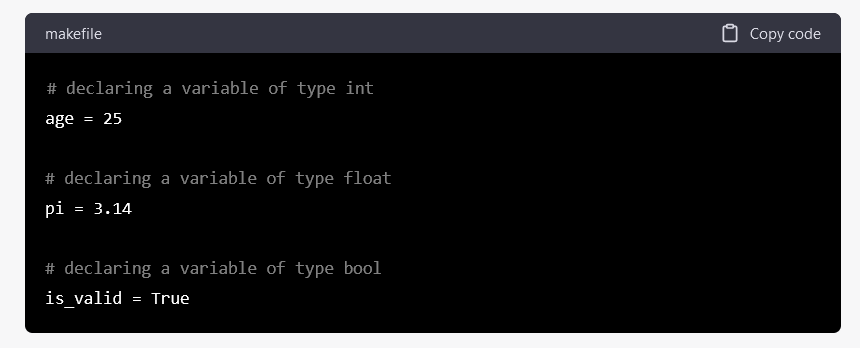 makefile
Copy code
# declaring a variable of type int
age = 25
# declaring a variable of type float
pi = 3.14
# declaring a variable of type bool
is_valid = True